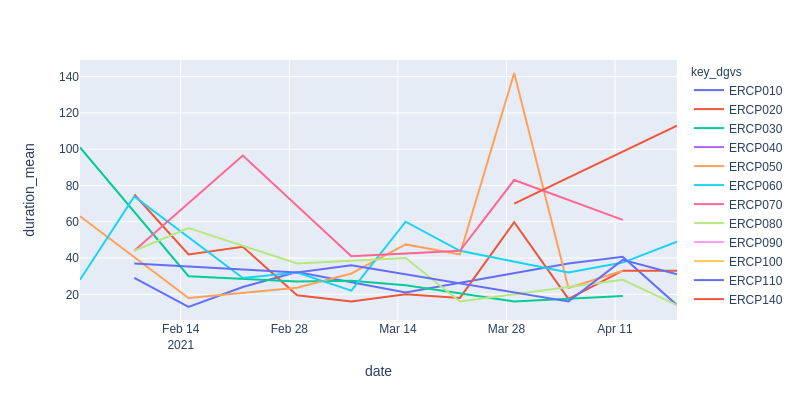 key_dgvs
ERCP010
ERCP020
ERCP030
ERCP040
ERCP050
ERCP060
ERCP070
ERCP080
ERCP090
ERCP100
ERCP110
ERCP140
140
120
100
80
60
40
20
duration_mean
Feb 14 Feb 28 Mar 14 Mar 28 Apr 11
2021
date